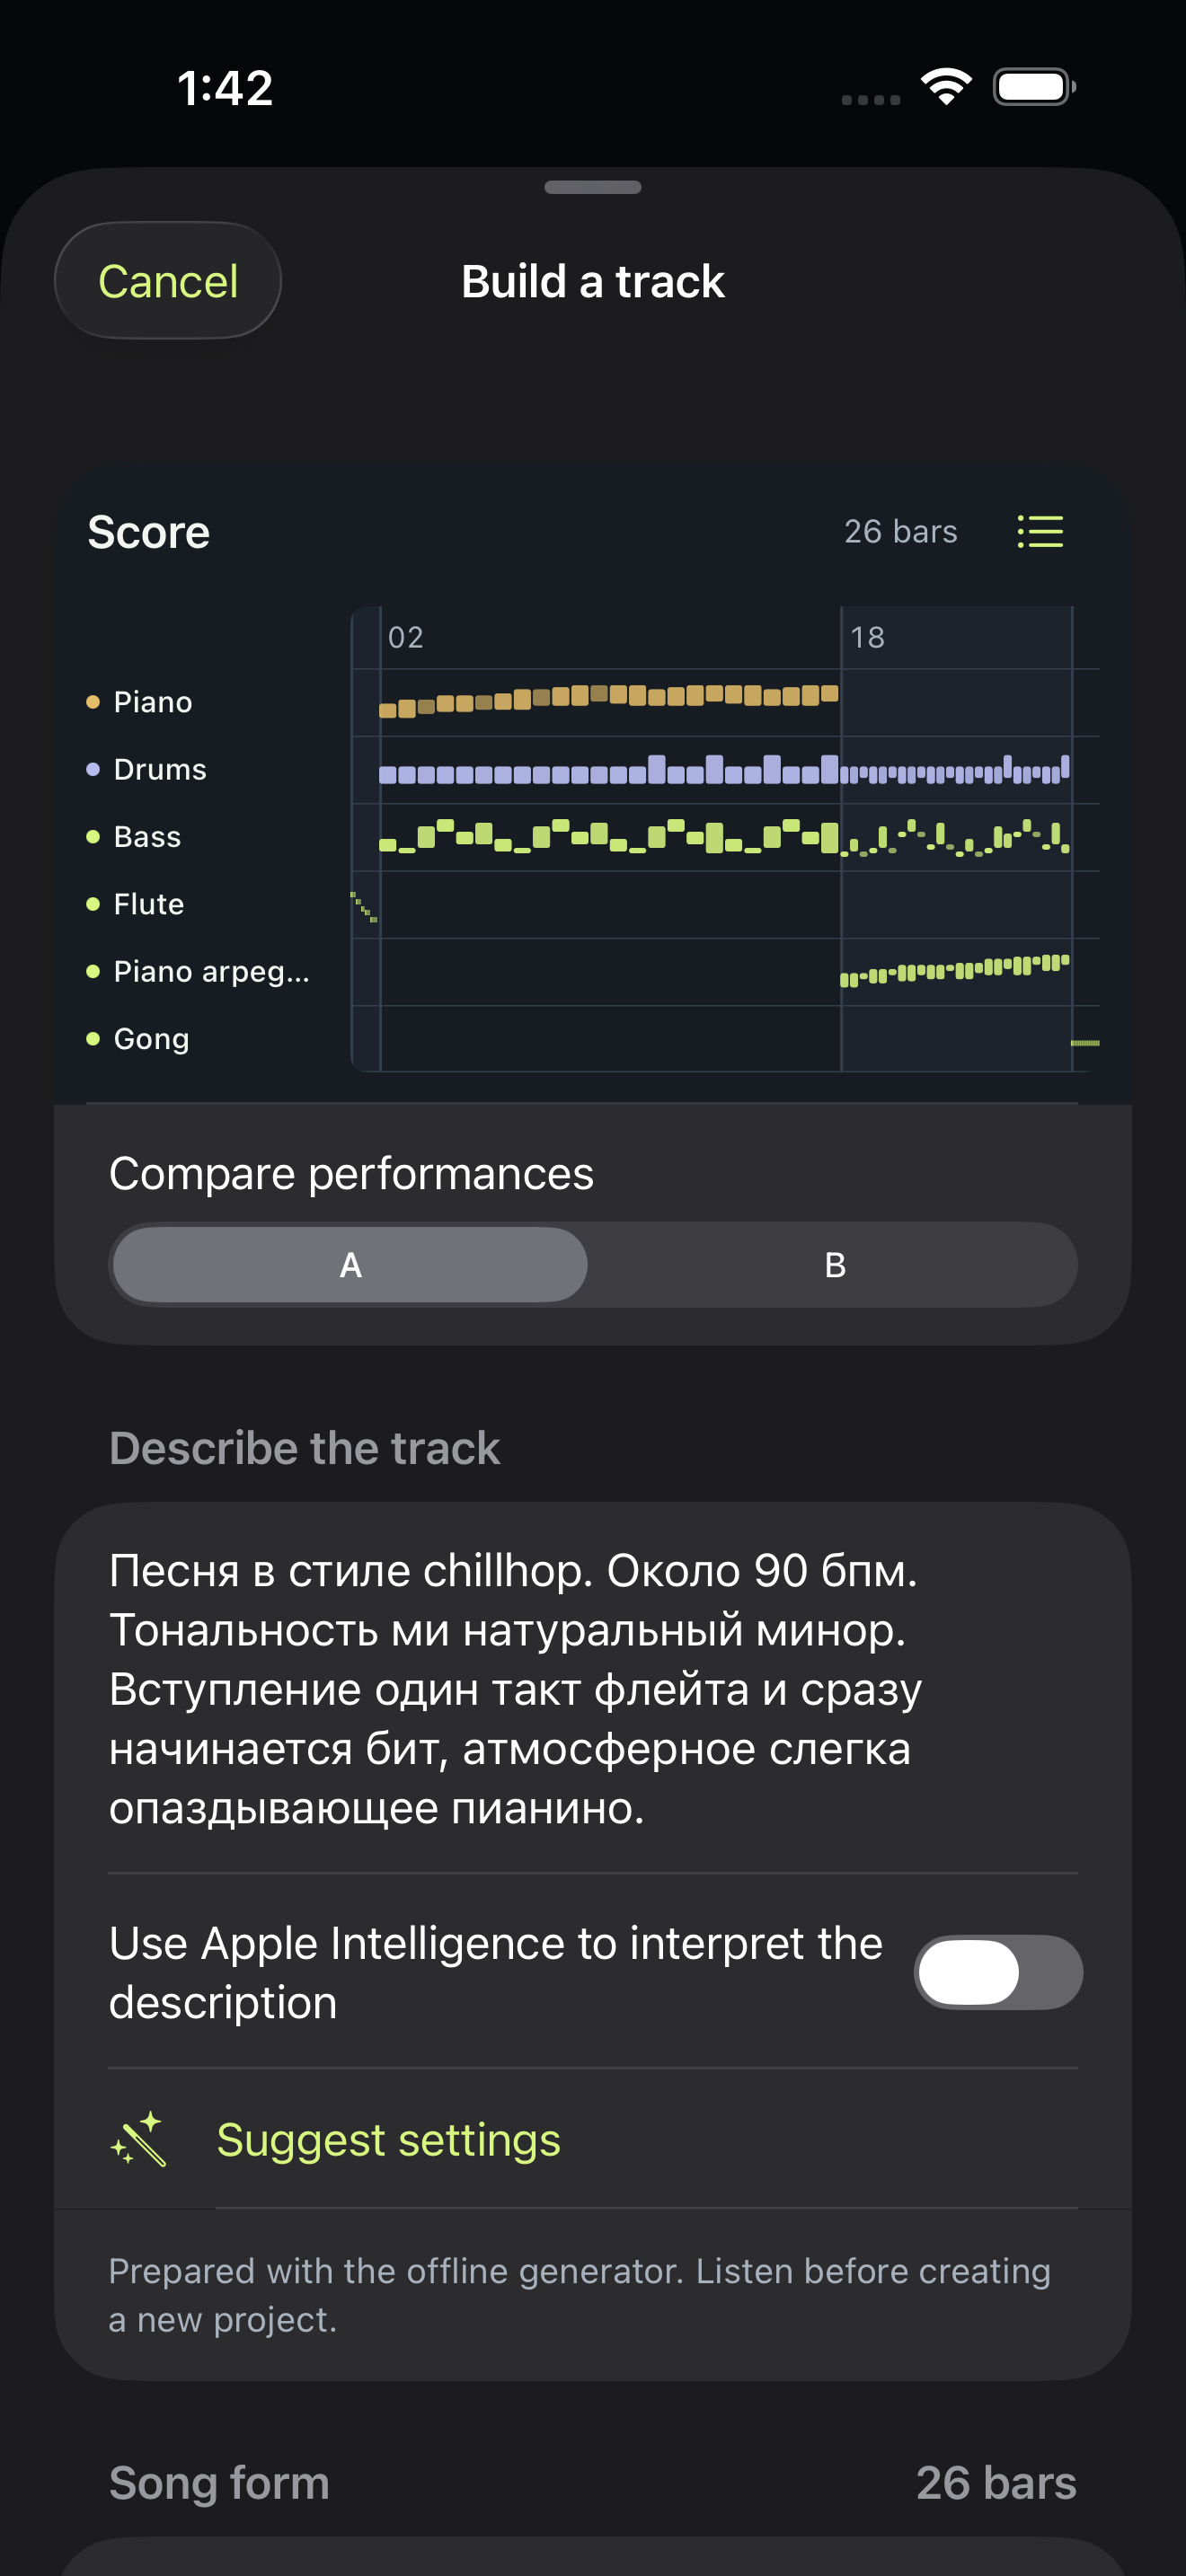 1:42
Cancel
Build a track
Score
26 bars
02
18
Piano
Drums
Bass
Flute
Piano arpeg...
Gong
Compare performances
A
B
Describe the track
Песня в стиле chillhop. Около 90 бпм.
Тональность ми натуральный минор.
Вступление один такт флейта и сразу
начинается бит, атмосферное слегка
опаздывающее пианино.
Use Apple Intelligence to interpret the
description
Suggest settings
Prepared with the offline generator. Listen before creating
a new project.
Song form
26 bars